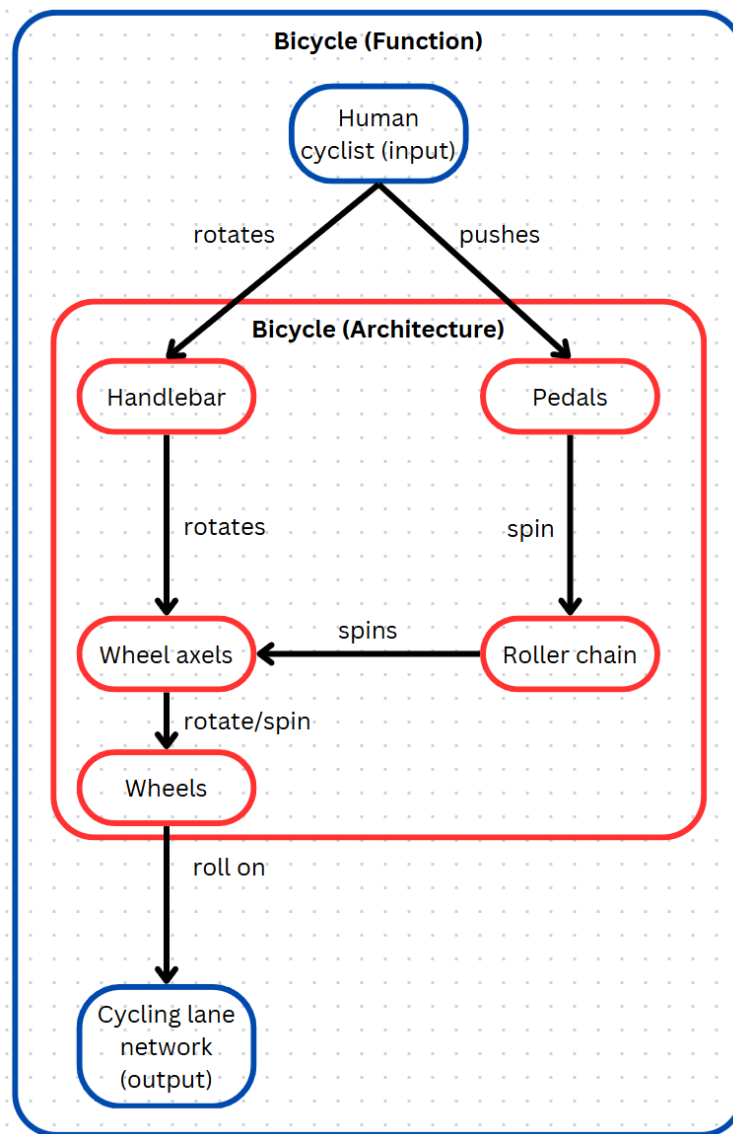 Bicycle (Function)
Human
cyclist (input)
rotates
pushes
Bicycle (Architecture)
Handlebar
Pedals
rotates
spin
spins
Wheel axels
Roller chain
rotate/spin
Wheels
roll on
Cycling lane
network
(output)